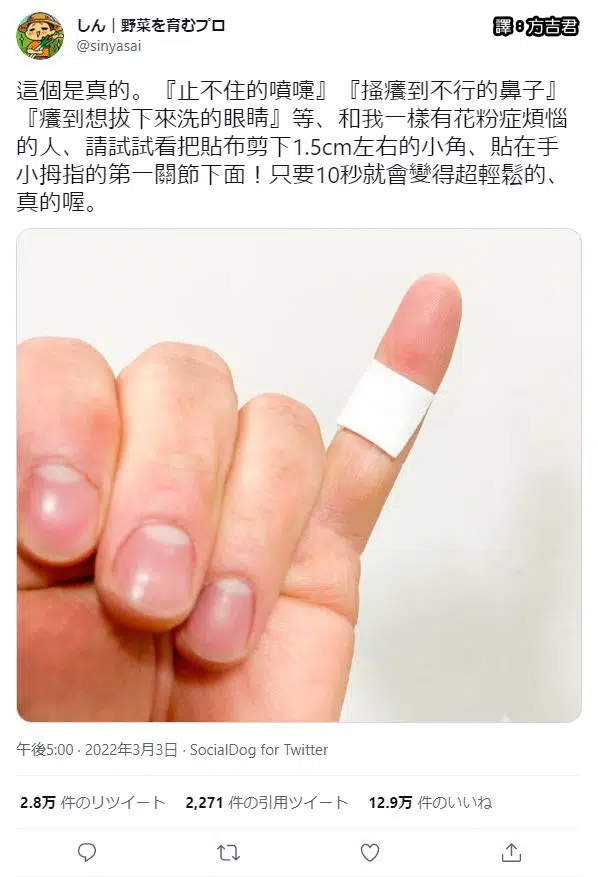 しん｜野菜を育むプロ
@sinyasai
譯8方吉君
這個是真的。『止不住的噴嚏』『搔癢到不行的鼻子』
『癢到想拔下來洗的眼睛』等、和我一樣有花粉症煩惱
的人、請試試看把貼布剪下1.5cm左右的小角、貼在手
小拇指的第一關節下面！只要10秒就會變得超輕鬆的、
真的喔。
午後5:00 · 2022年3月3日 · SocialDog for Twitter
2.8万 件のリツイート 2,271 件の引用ツイート 12.9万 件のいいね